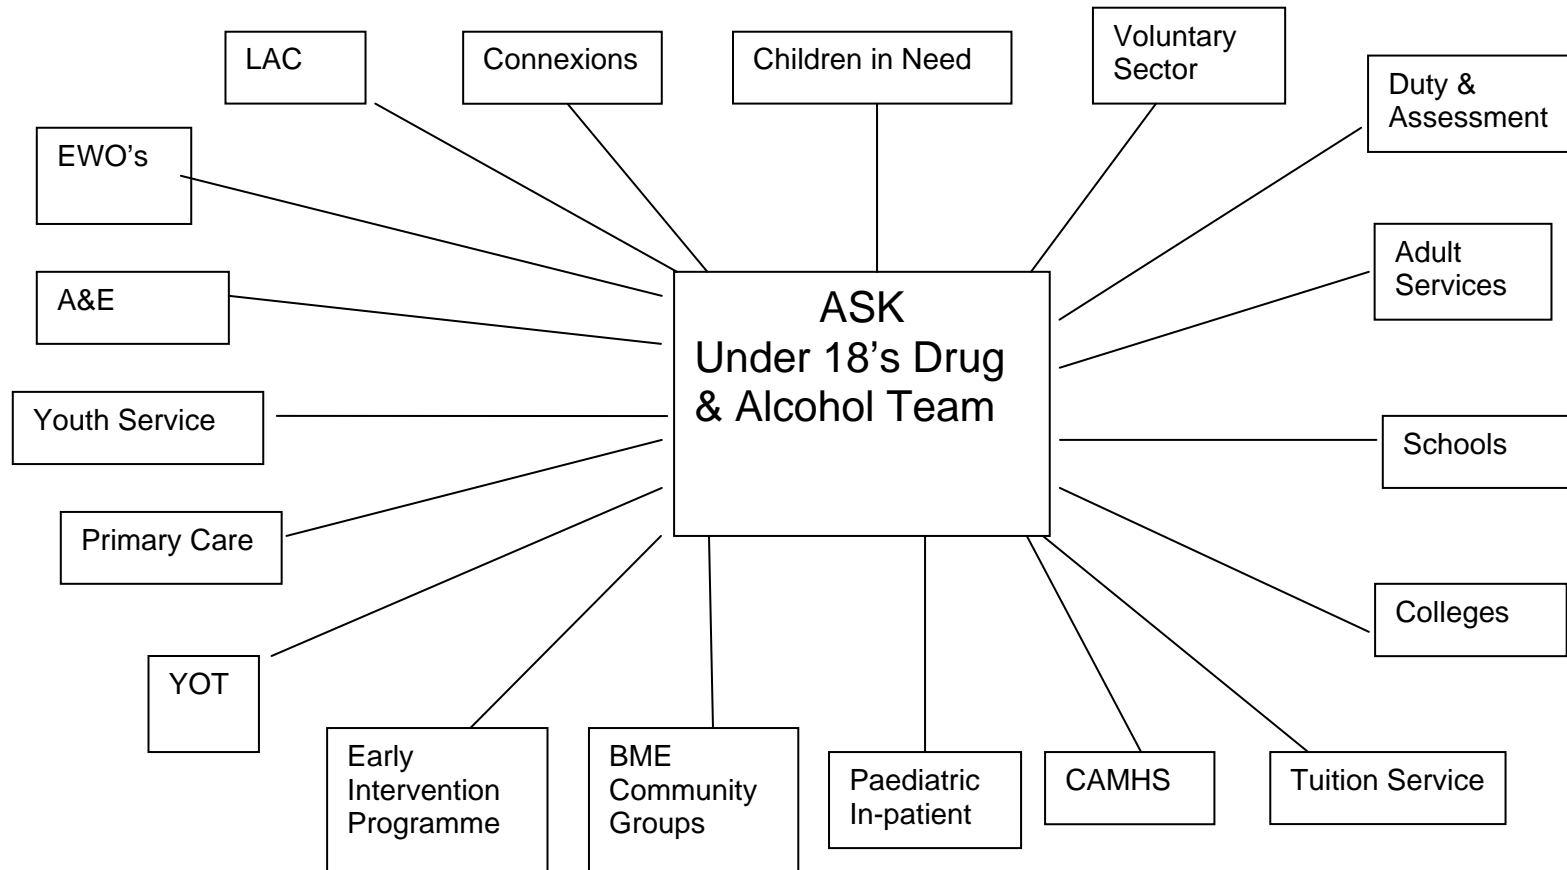 LAC
Connexions
Children in Need
Voluntary
Sector
Duty &
Assessment
EWO’s
Adult
Services
A&E
ASK
Under 18’s Drug
& Alcohol Team
Youth Service
Schools
Primary Care
Colleges
YOT
Early
Intervention
Programme
BME
Community
Groups
Paediatric
In-patient
CAMHS
Tuition Service